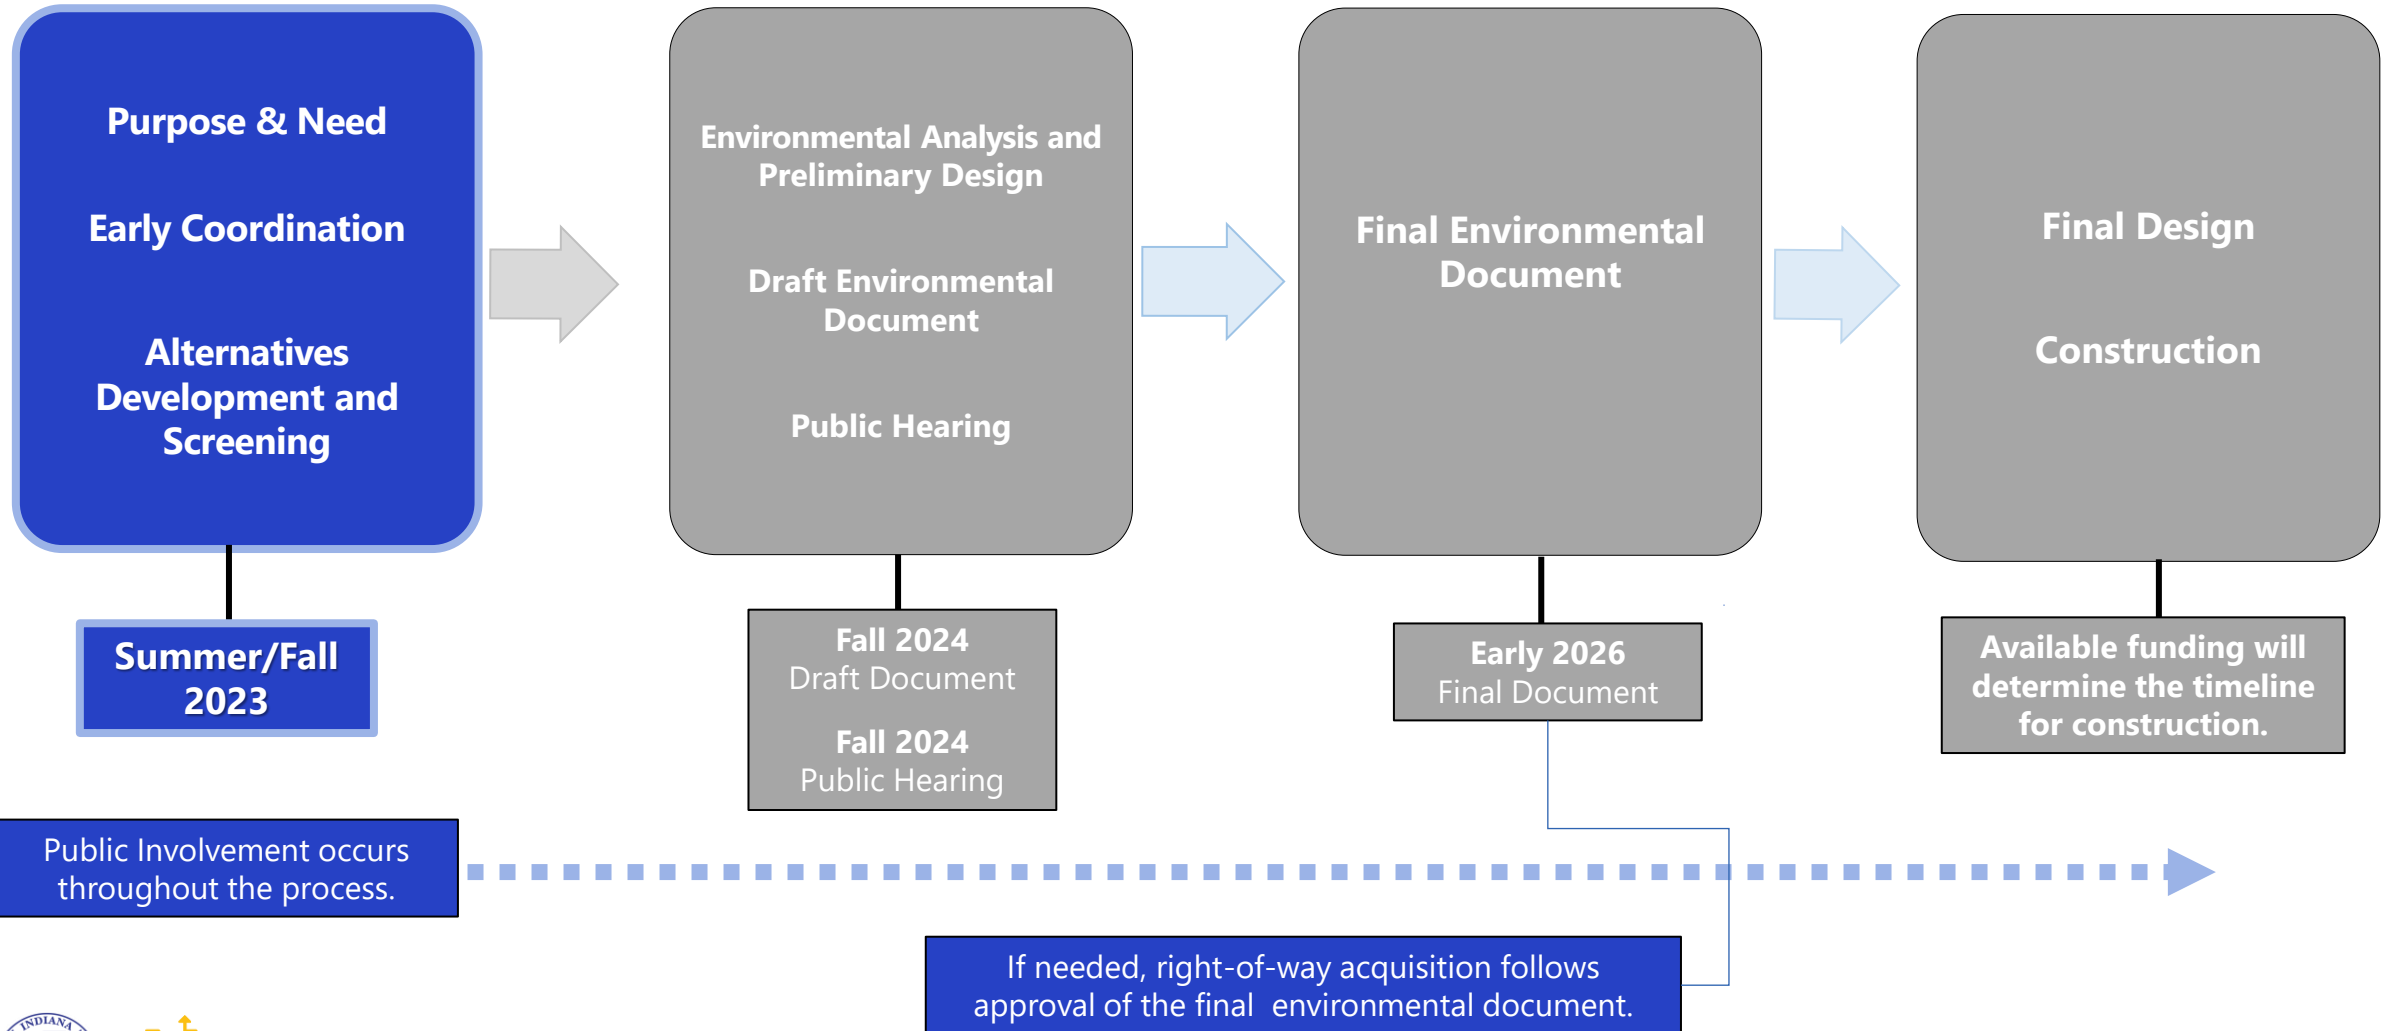 Purpose & Need
Early Coordination
Alternatives
Development and
Screening
Summer/Fall
2023
Environmental Analysis and
Preliminary Design
Draft Environmental
Document
Public Hearing
Fall 2024
Draft Document
Fall 2024
Public Hearing
Final Environmental
Document
Early 2026
Final Document
Final Design
Construction
Available funding will
determine the timeline
for construction.
Public Involvement occurs
throughout the process.
If needed, right-of-way acquisition follows
approval of the final  environmental document.
INDIANA